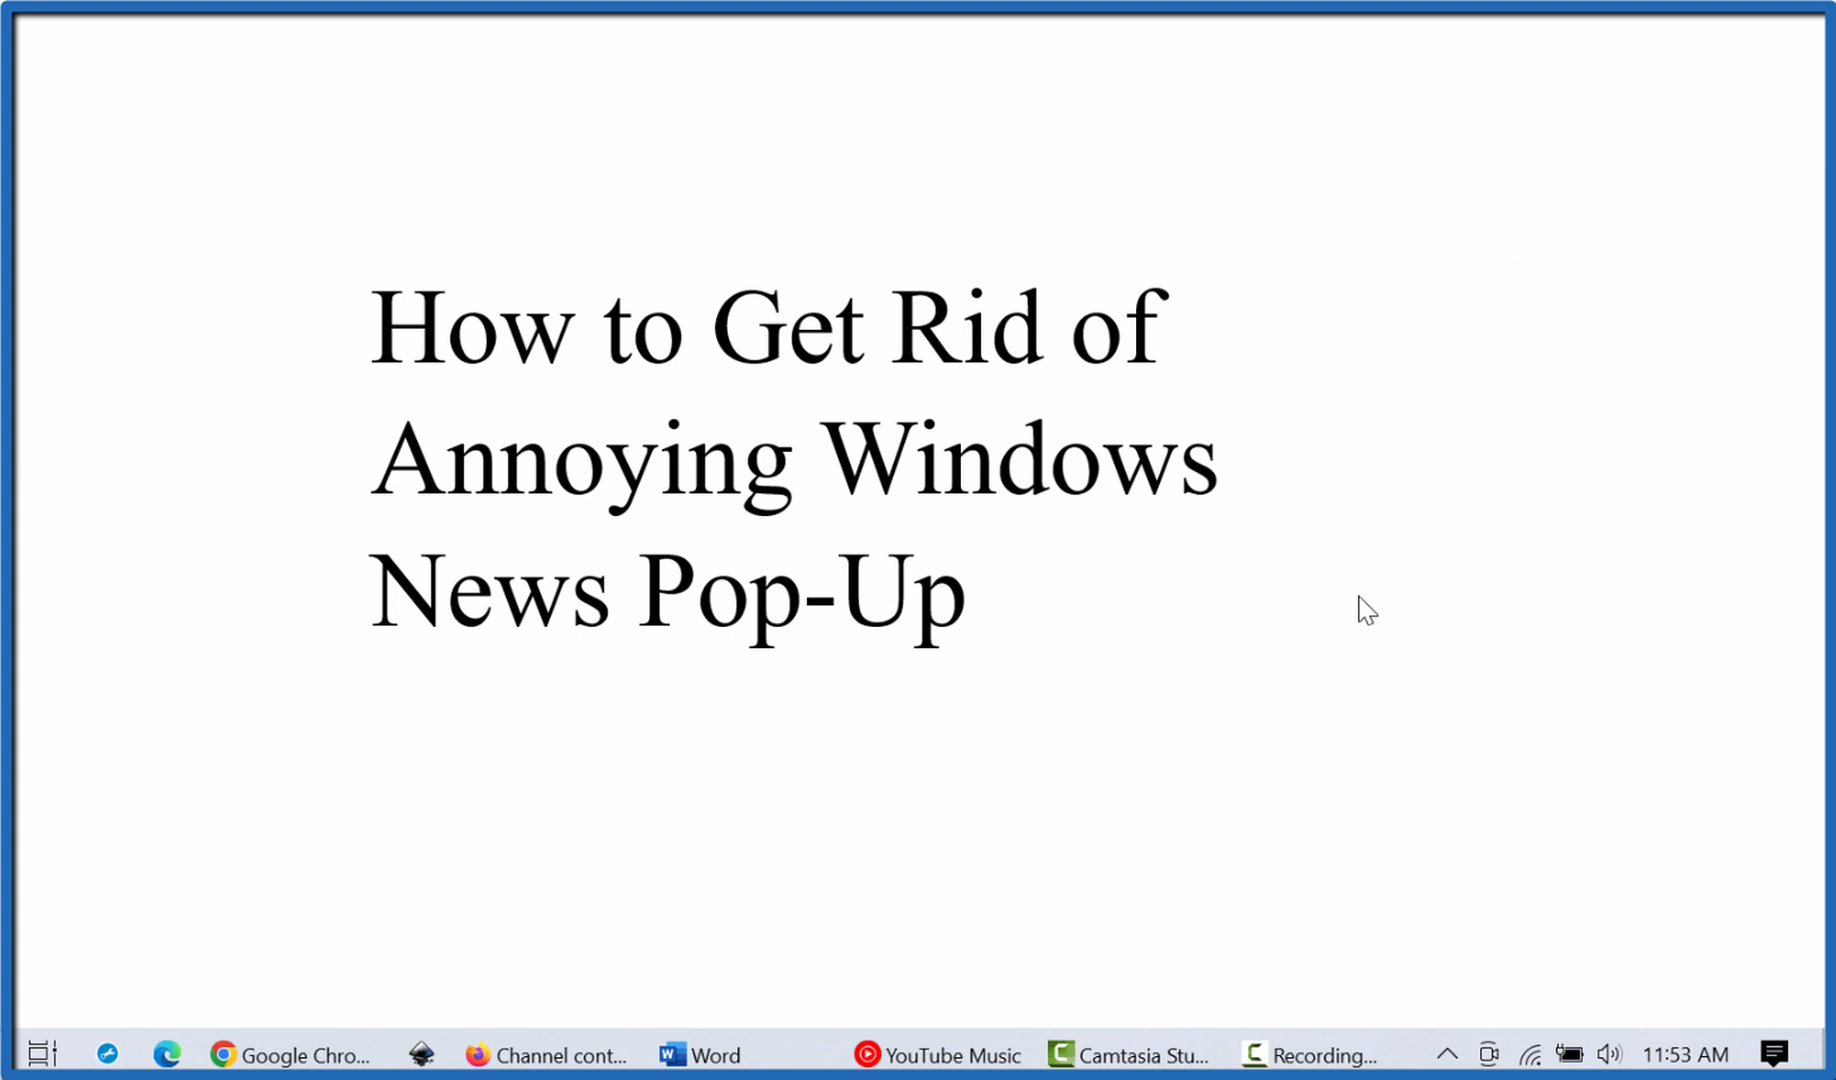 How to Get Rid of
Annoying Windows
News Pop-Up
Google Chro... Channel cont... Word YouTube Music Camtasia Stu... Recording... 11:53 AM